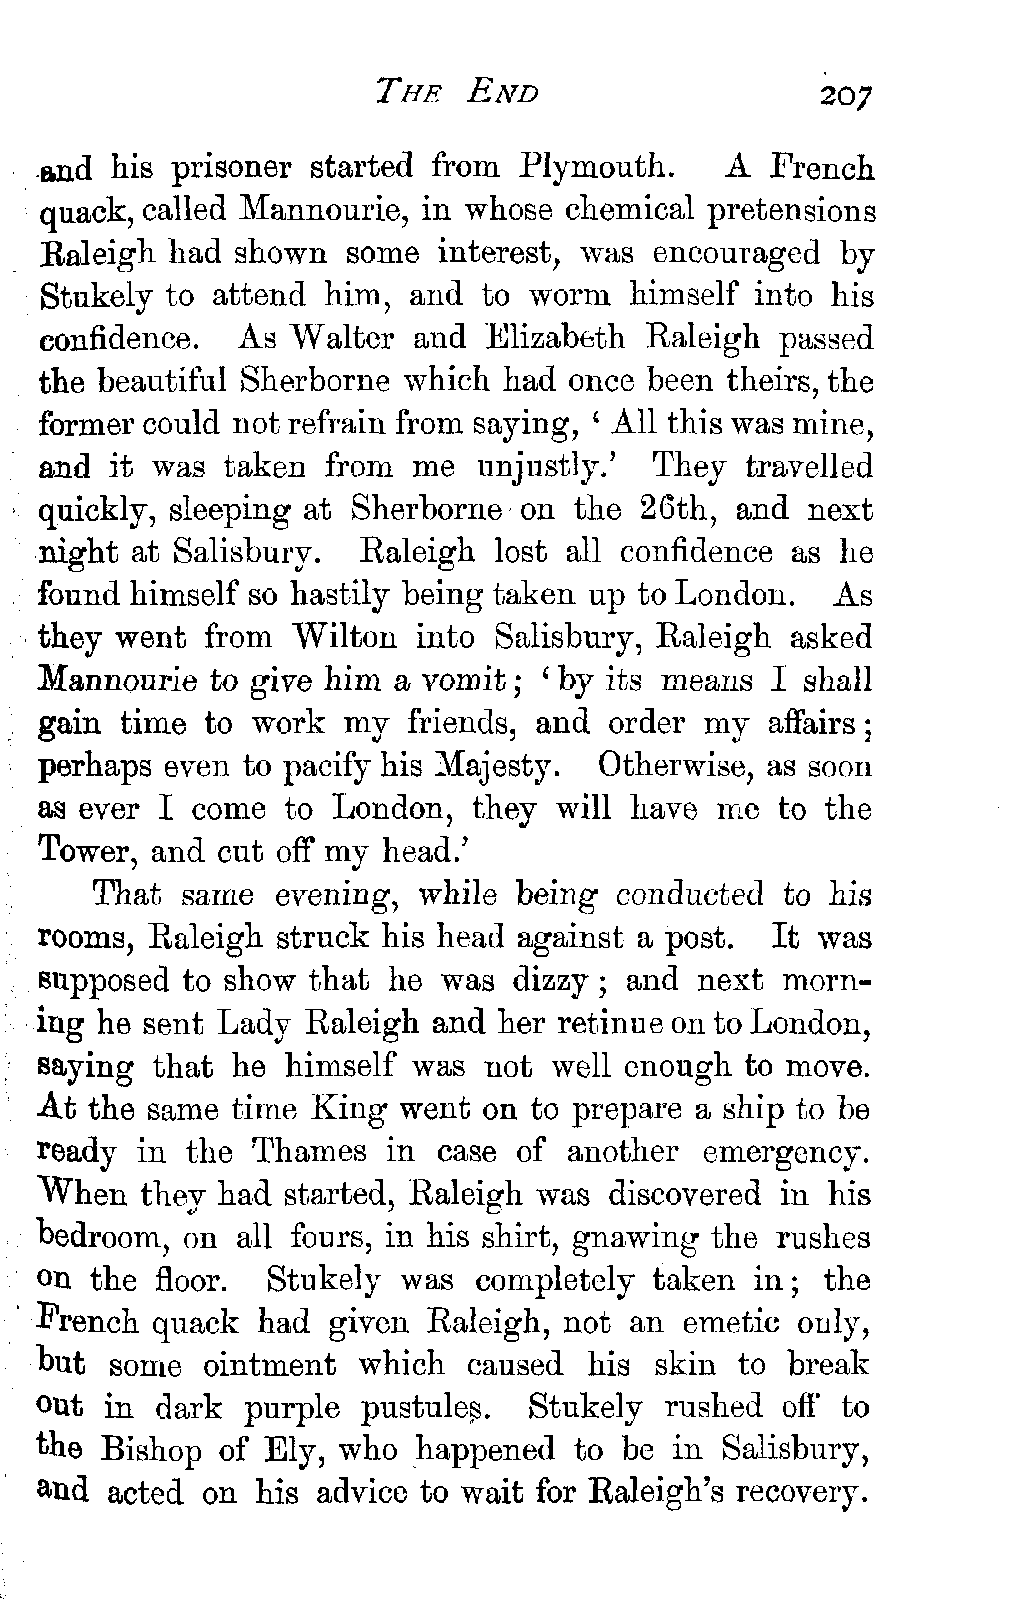 THE END 207
and his prisoner started from Plymouth. A French
quack, called Mannourie, in whose chemical pretensions
Raleigh had shown some interest, was encouraged by
Stukely to attend him, and to worm himself into his
confidence. As Walter and Elizabeth Raleigh passed
the beautiful Sherborne which had once been theirs, the
former could not refrain from saying, ‘ All this was mine,
and it was taken from me unjustly.’ They travelled
quickly, sleeping at Sherborne on the 26th, and next
night at Salisbury. Raleigh lost all confidence as he
found himself so hastily being taken up to London. As
they went from Wilton into Salisbury, Raleigh asked
Mannourie to give him a vomit; ‘ by its means I shall
gain time to work my friends, and order my affairs;
perhaps even to pacify his Majesty. Otherwise, as soon
as ever I come to London, they will have me to the
Tower, and cut off my head.’
That same evening, while being conducted to his
rooms, Raleigh struck his head against a post. It was
supposed to show that he was dizzy; and next morn-
ing he sent Lady Raleigh and her retinue on to London,
saying that he himself was not well enough to move.
At the same time King went on to prepare a ship to be
ready in the Thames in case of another emergency.
When they had started, Raleigh was discovered in his
bedroom, on all fours, in his shirt, gnawing the rushes
on the floor. Stukely was completely taken in; the
French quack had given Raleigh, not an emetic only,
but some ointment which caused his skin to break
out in dark purple pustules. Stukely rushed off to
the Bishop of Ely, who happened to be in Salisbury,
and acted on his advice to wait for Raleigh’s recovery.